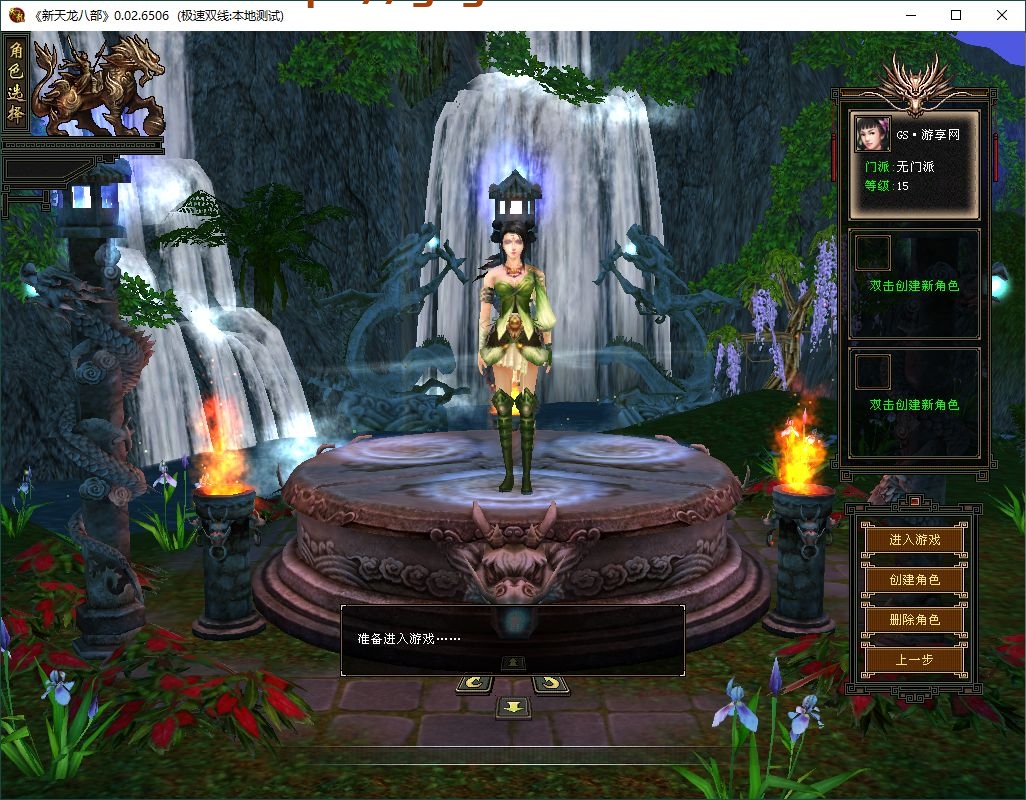 《新天龙八部》0.02.6506 (极速双线:本地测试)
角色选择
GS·游享网
门派:无门派
等级:15
双击创建新角色
双击创建新角色
进入游戏
创建角色
删除角色
上一步
准备进入游戏……